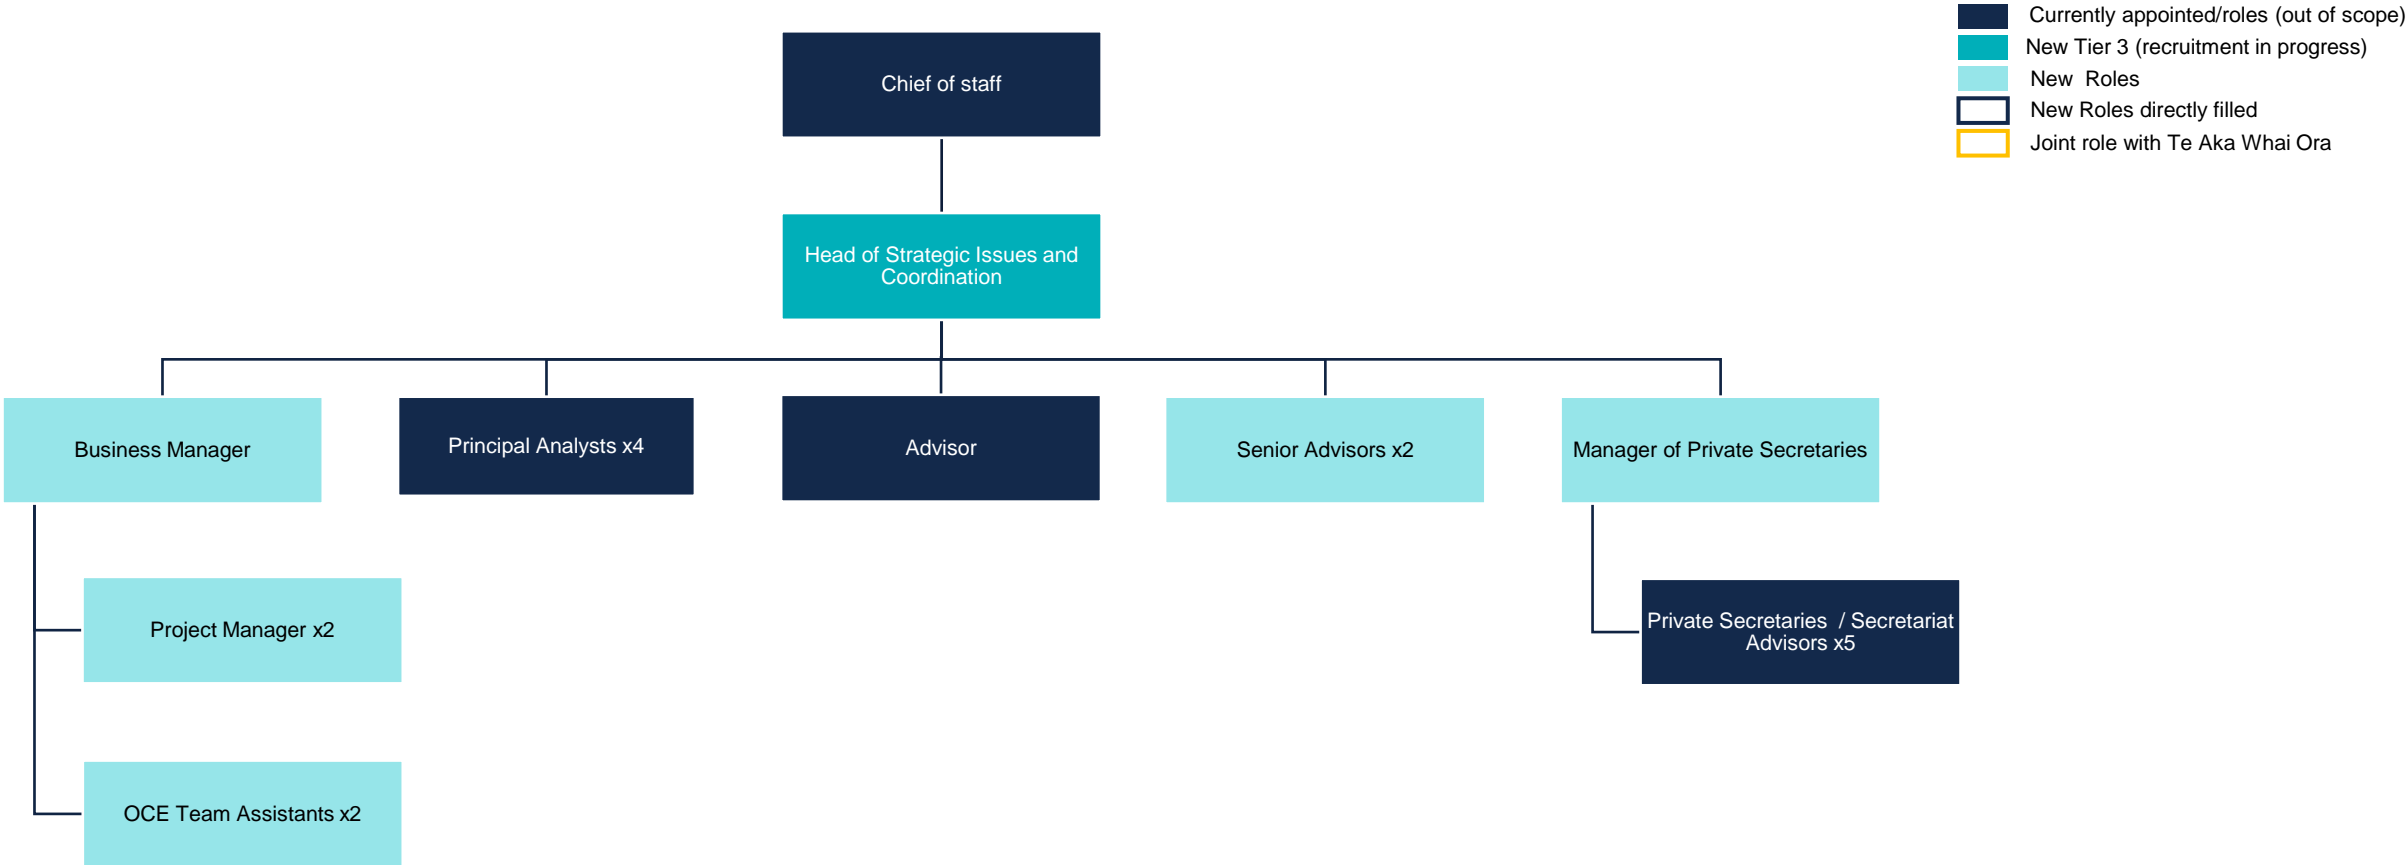 Currently appointed/roles (out of scope)
New Tier 3 (recruitment in progress)
New  Roles
New Roles directly filled
Joint role with Te Aka Whai Ora
Chief of staff
Head of Strategic Issues and
Coordination
Business Manager
Principal Analysts x4
Advisor
Senior Advisors x2
Manager of Private Secretaries
Project Manager x2
Private Secretaries  / Secretariat
Advisors x5
OCE Team Assistants x2